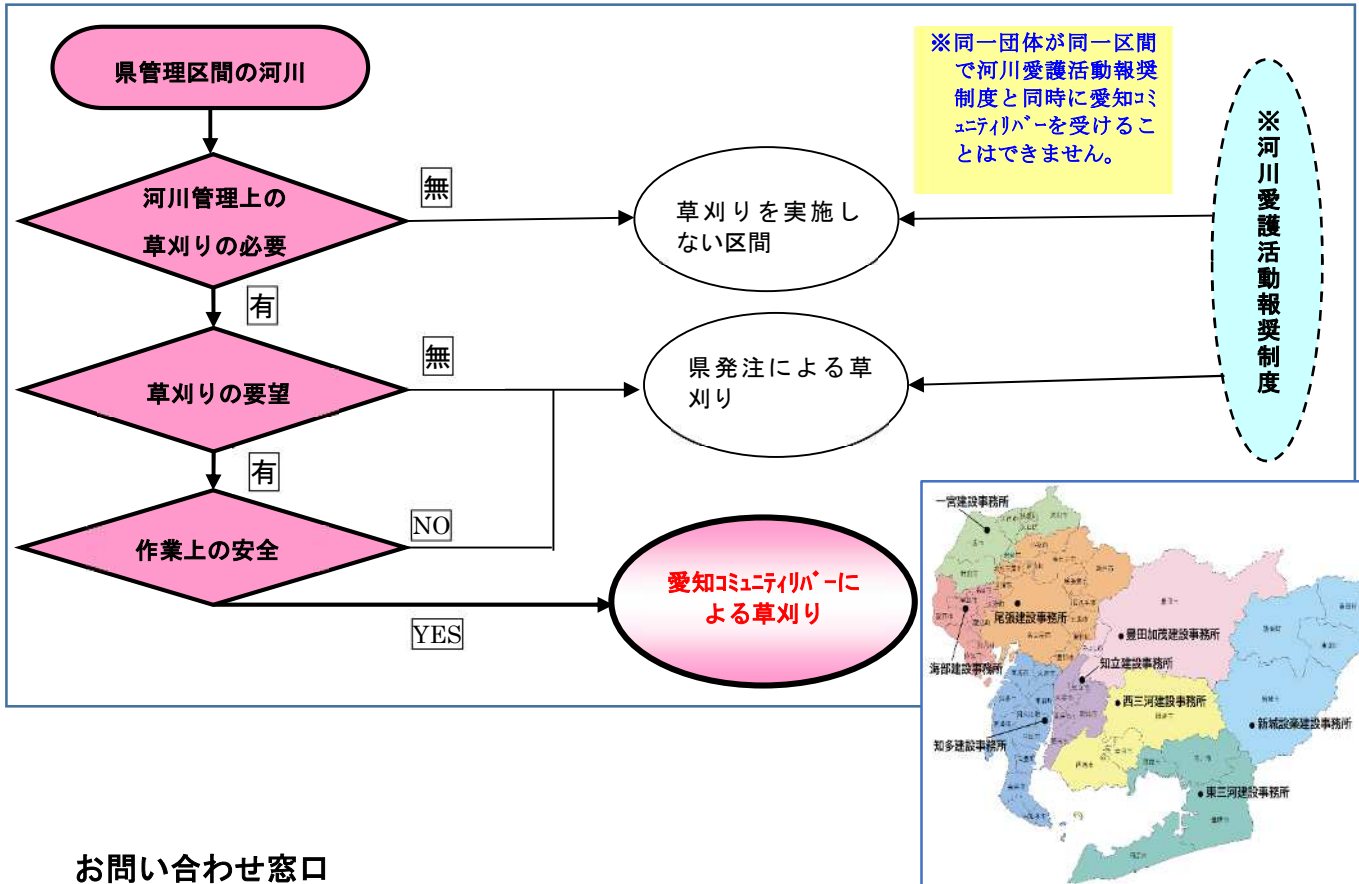 県管理区間の河川
※同一団体が同一区間
で河川愛護活動報奨
制度と同時に愛知ｺﾐ
ｭﾆﾃｨﾘﾊﾞｰを受けるこ
とはできません。
※河川愛護活動報奨制度
河川管理上の
草刈りの必要
無
草刈りを実施し
ない区間
有
草刈りの要望
無
県発注による草
刈り
有
作業上の安全
NO
YES
愛知ｺﾐｭﾆﾃｨﾘﾊﾞｰに
よる草刈り
一宮建設事務所
尾張建設事務所
豊田加茂建設事務所
海部建設事務所
知立建設事務所
西三河建設事務所
新城設楽建設事務所
知多建設事務所
東三河建設事務所
お問い合わせ窓口